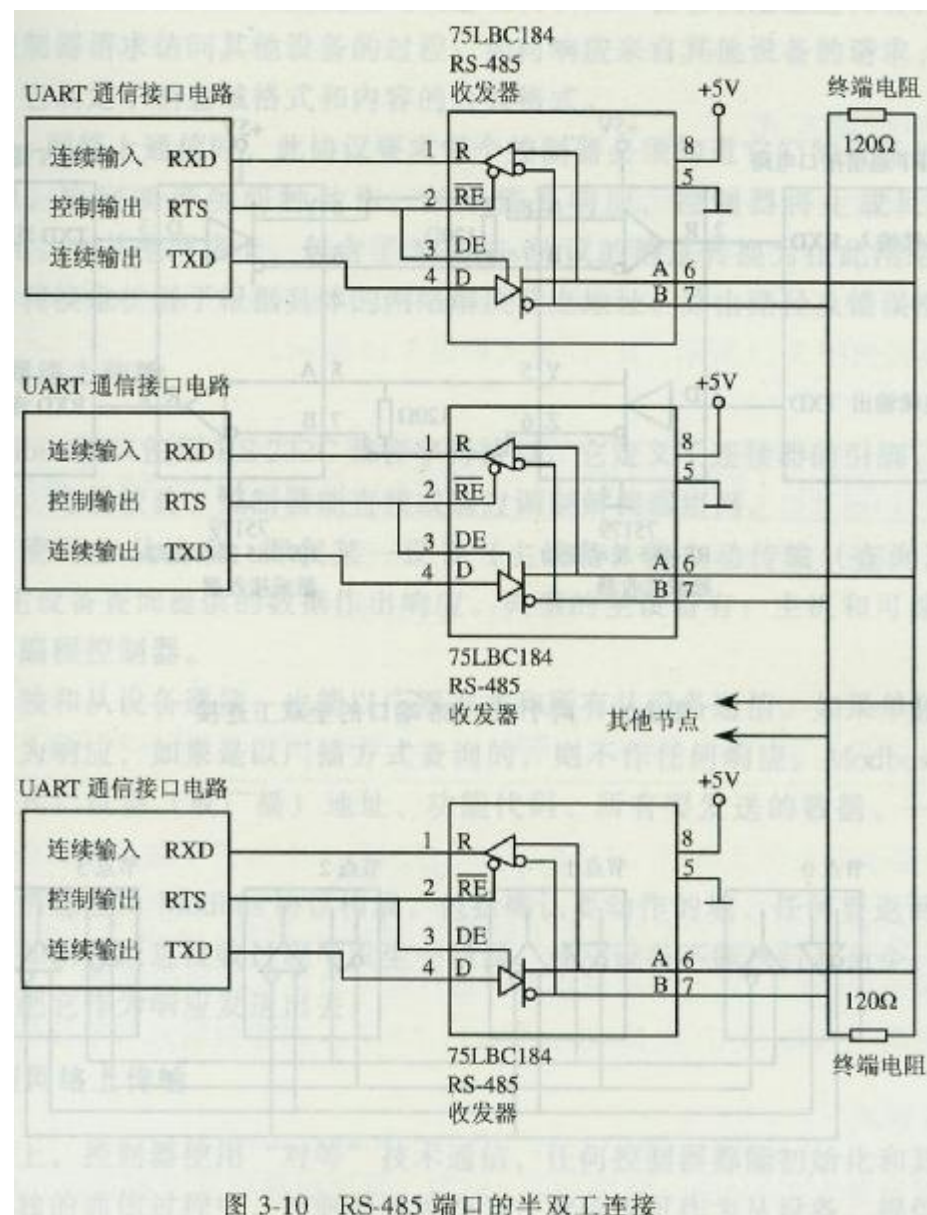 75LBC184
RS-485
收发器
UART 通信接口电路
+5V
终端电阻
连续输入 RXD
控制输出 RTS
连续输出 TXD
1 R
2 RE
3 DE
4 D
8
5
A 6
B 7
120Ω
UART 通信接口电路
+5V
连续输入 RXD
控制输出 RTS
连续输出 TXD
1 R
2 RE
3 DE
4 D
8
5
A 6
B 7
75LBC184
RS-485
收发器
其他节点
UART 通信接口电路
+5V
连续输入 RXD
控制输出 RTS
连续输出 TXD
1 R
2 RE
3 DE
4 D
8
5
A 6
B 7
120Ω
终端电阻
75LBC184
RS-485
收发器
图 3-10 RS-485 端口的半双工连接